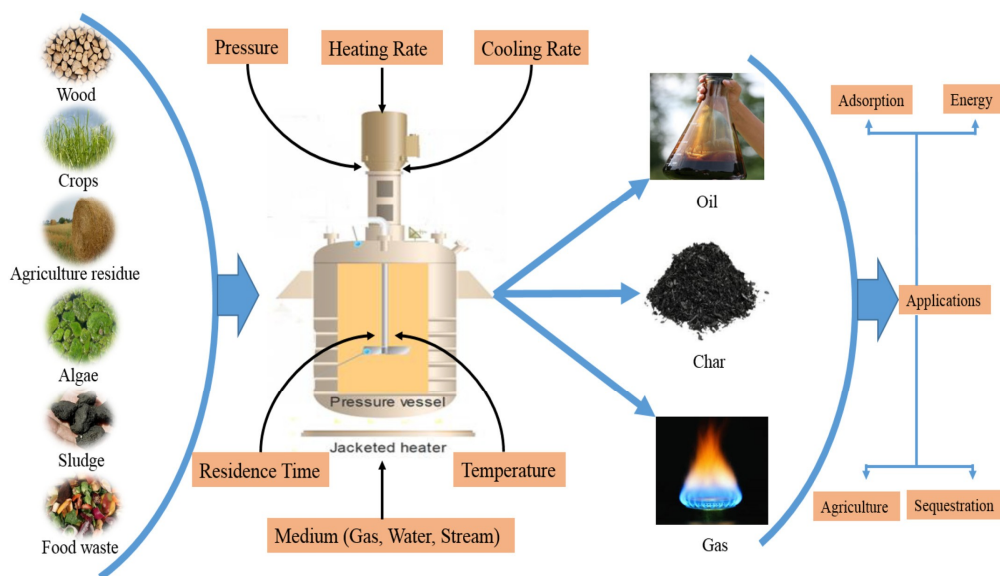 Wood
Crops
Agriculture residue
Algae
Sludge
Food waste
Pressure
Heating Rate
Cooling Rate
Pressure vessel
Jacketed heater
Residence Time
Temperature
Medium (Gas, Water, Stream)
Oil
Char
Gas
Adsorption
Energy
Applications
Agriculture
Sequestration